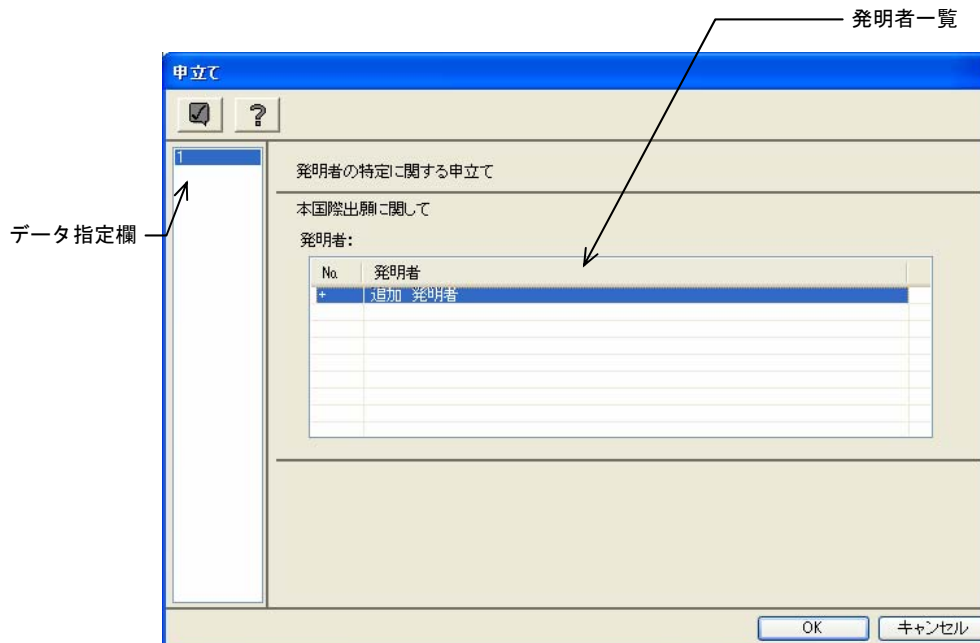 発明者一覧
申立て
?
1
発明者の特定に関する申立て
本国際出願に関して
データ指定欄
発明者:
No. 発明者
+ 追加 発明者
OK キャンセル